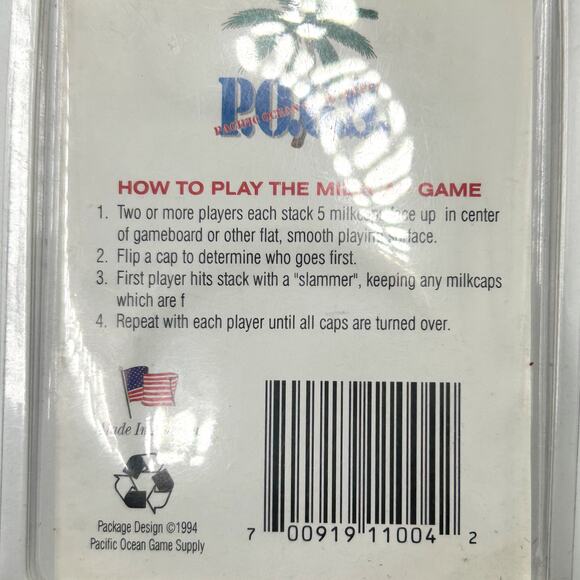 P.O.G.S.
PACIFIC OCEAN
HOW TO PLAY THE GAME
1. Two or more players each stack 5 face up in center
of gameboard or other flat, smooth playing surface.
2. Flip a cap to determine who goes first.
3. First player hits stack with a "slammer", keeping any milkcaps
which are f
4. Repeat with each player until all caps are turned over.
Made In
Package Design ©1994
Pacific Ocean Game Supply
7 00919 11004 2